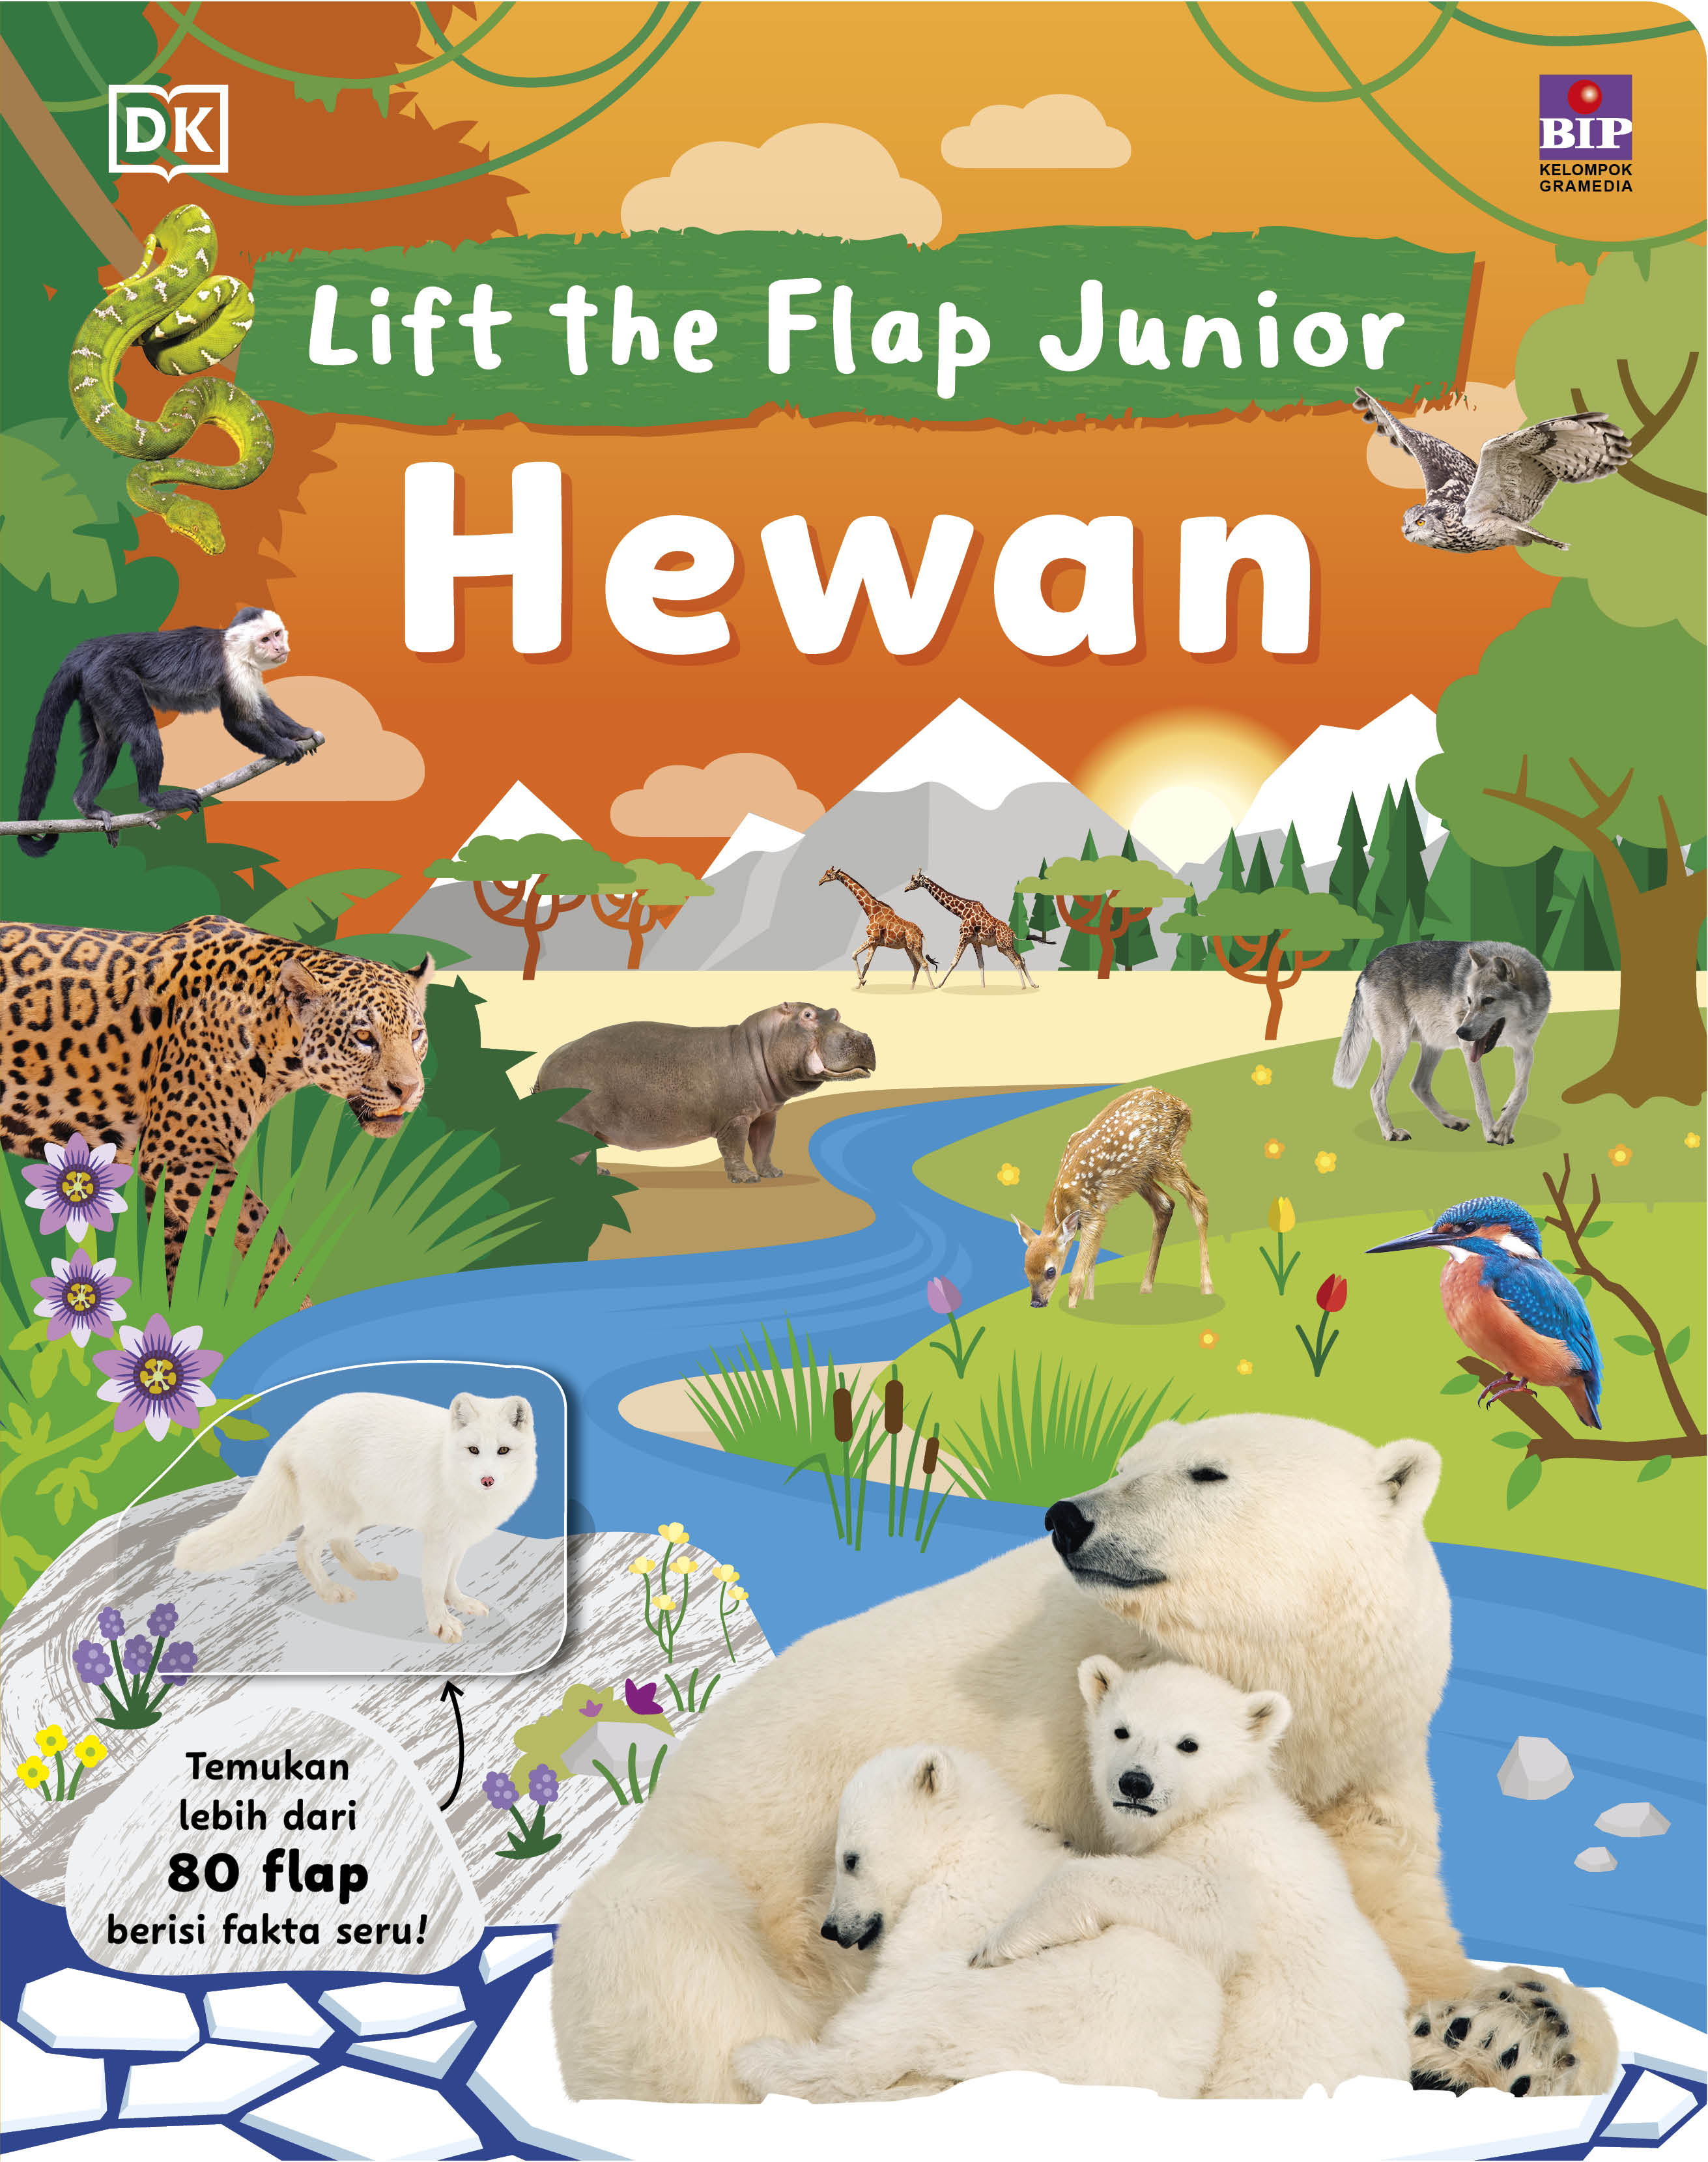 DK
BIP
KELOMPOK
GRAMEDIA
Lift the Flap Junior
Hewan
Temukan
lebih dari
80 flap
berisi fakta seru!